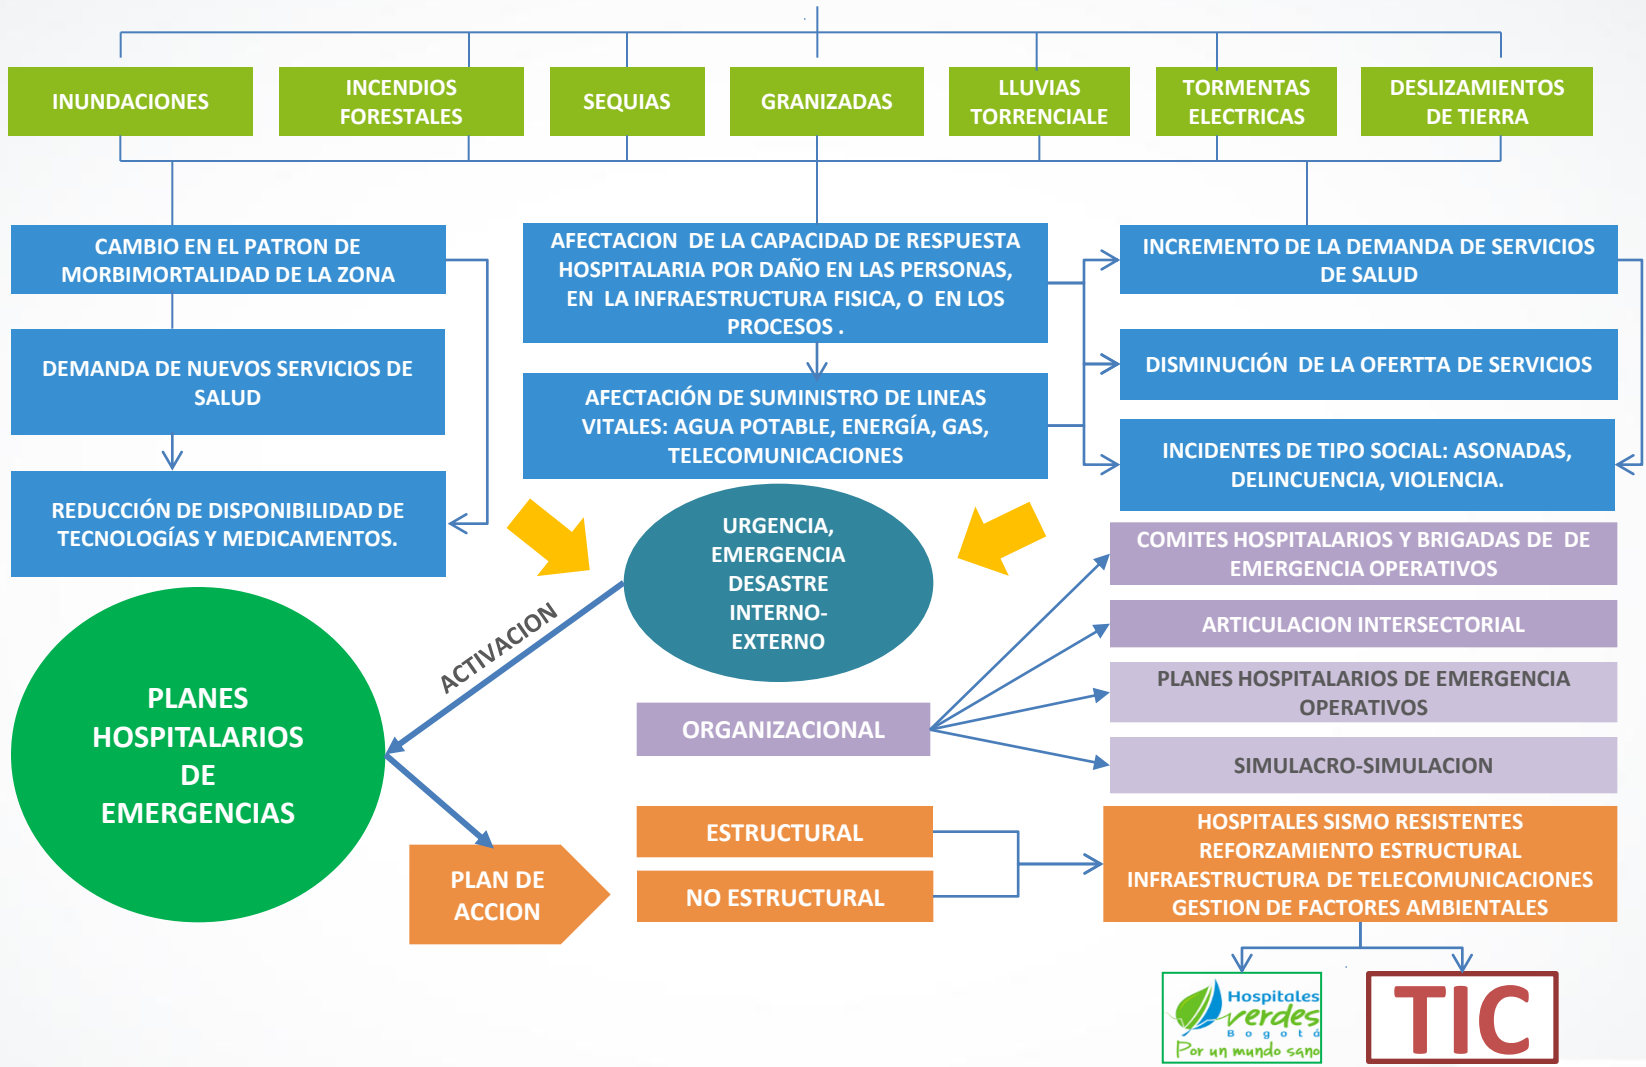 INUNDACIONES
INCENDIOS
FORESTALES
SEQUIAS
GRANIZADAS
LLUVIAS
TORRENCIALE
TORMENTAS
ELECTRICAS
DESLIZAMIENTOS
DE TIERRA
CAMBIO EN EL PATRON DE
MORBIMORTALIDAD DE LA ZONA
DEMANDA DE NUEVOS SERVICIOS DE
SALUD
REDUCCIÓN DE DISPONIBILIDAD DE
TECNOLOGÍAS Y MEDICAMENTOS.
AFECTACION DE LA CAPACIDAD DE RESPUESTA
HOSPITALARIA POR DAÑO EN LAS PERSONAS,
EN LA INFRAESTRUCTURA FISICA, O EN LOS
PROCESOS .
AFECTACIÓN DE SUMINISTRO DE LINEAS
VITALES: AGUA POTABLE, ENERGÍA, GAS,
TELECOMUNICACIONES
INCREMENTO DE LA DEMANDA DE SERVICIOS
DE SALUD
DISMINUCIÓN DE LA OFERTTA DE SERVICIOS
INCIDENTES DE TIPO SOCIAL: ASONADAS,
DELINCUENCIA, VIOLENCIA.
URGENCIA,
EMERGENCIA
DESASTRE
INTERNO-
EXTERNO
ACTIVACION
PLANES
HOSPITALARIOS
DE
EMERGENCIAS
PLAN DE
ACCION
ORGANIZACIONAL
COMITES HOSPITALARIOS Y BRIGADAS DE DE
EMERGENCIA OPERATIVOS
ARTICULACION INTERSECTORIAL
PLANES HOSPITALARIOS DE EMERGENCIA
OPERATIVOS
SIMULACRO-SIMULACION
ESTRUCTURAL
NO ESTRUCTURAL
HOSPITALES SISMO RESISTENTES
REFORZAMIENTO ESTRUCTURAL
INFRAESTRUCTURA DE TELECOMUNICACIONES
GESTION DE FACTORES AMBIENTALES
Hospitales
verdes
Bogotá
Por un mundo sano
TIC